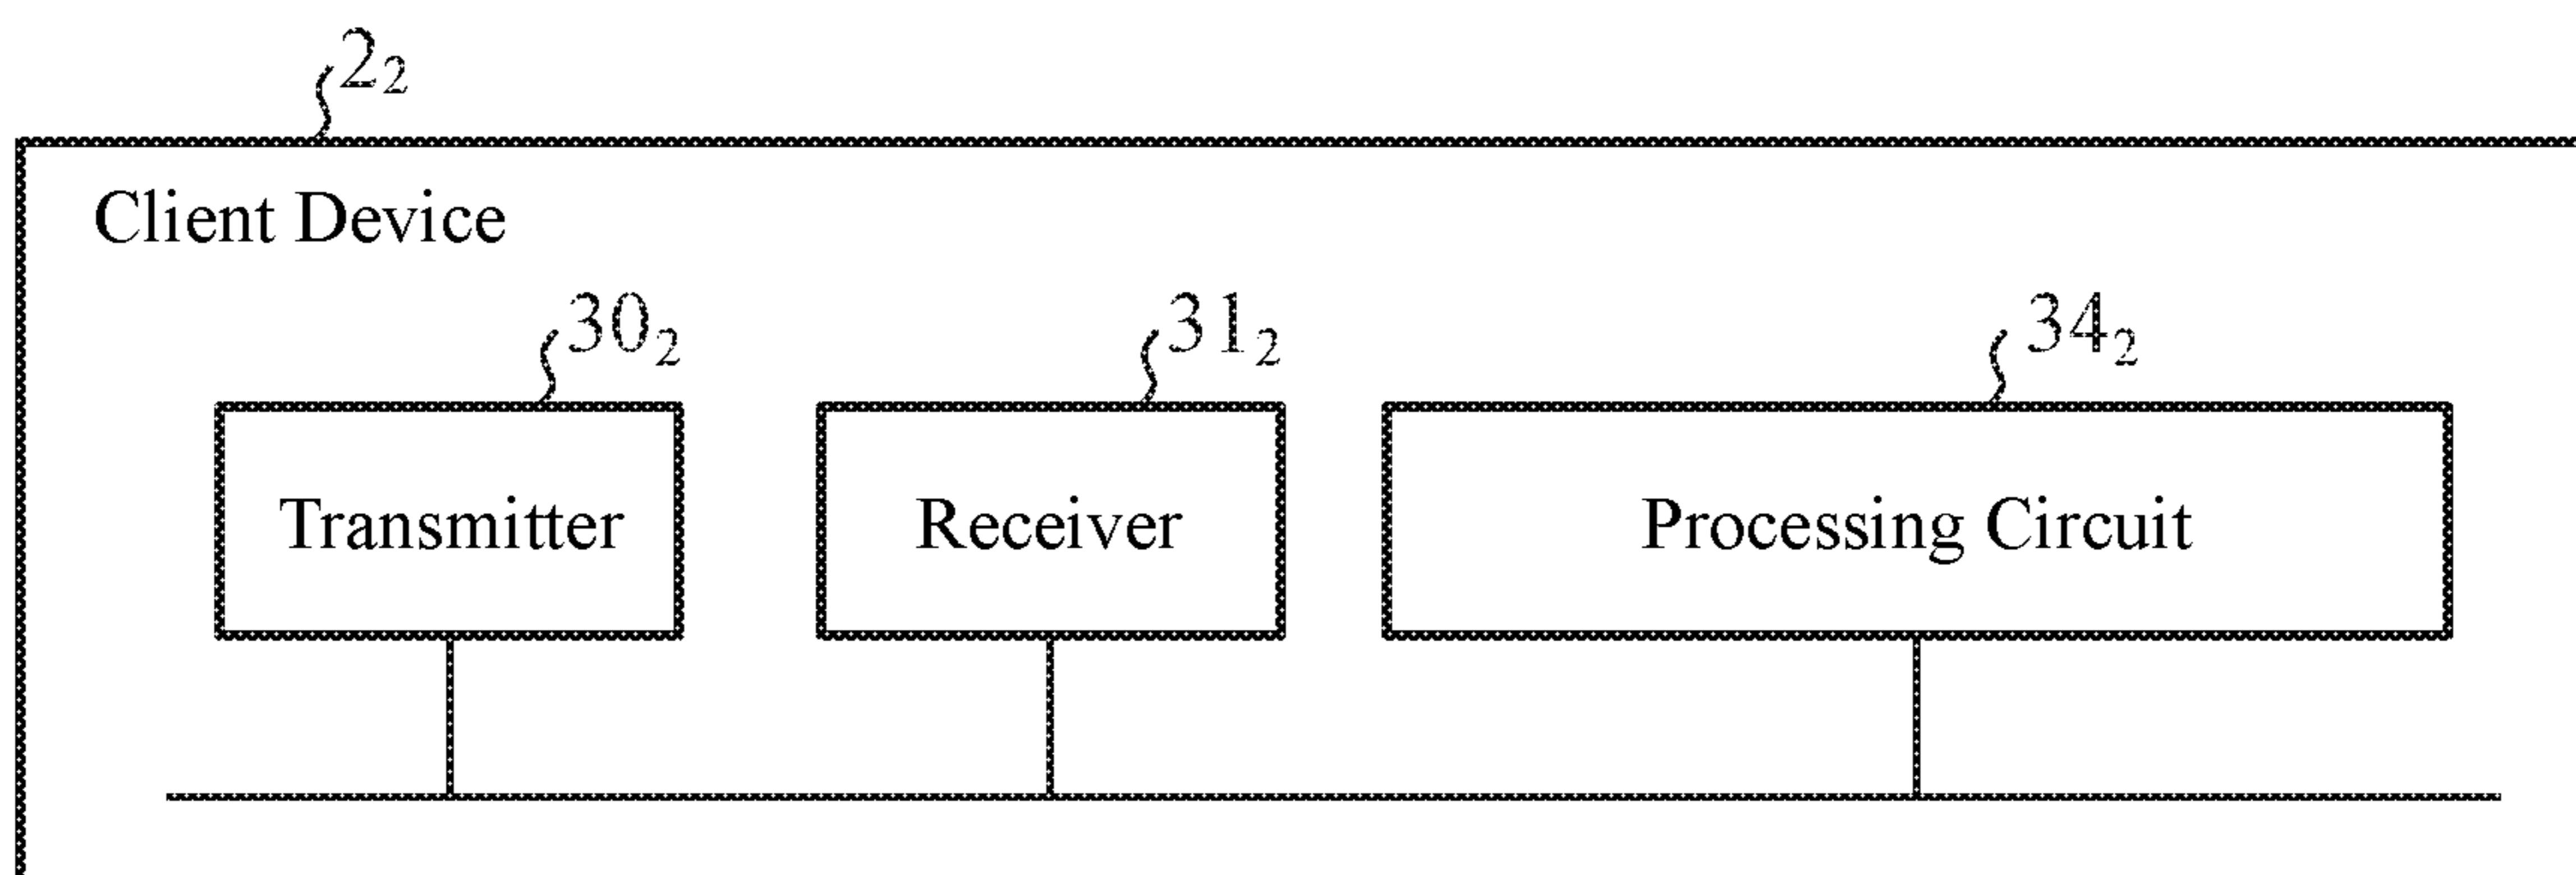 2₂
Client Device
30₂ 31₂ 34₂
Transmitter Receiver Processing Circuit